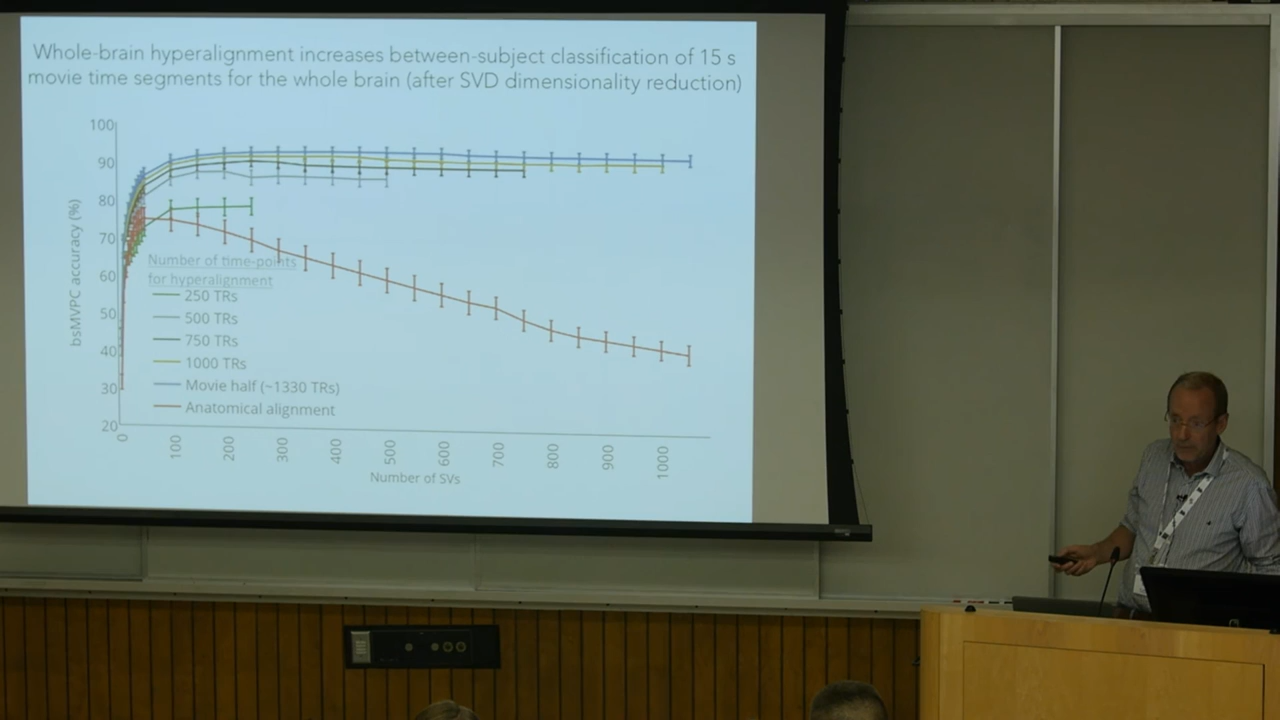 Whole-brain hyperalignment increases between-subject classification of 15 s
movie time segments for the whole brain (after SVD dimensionality reduction)
100
90
80
70
60
50
40
30
20
bsMVPC accuracy (%)
Number of time-points
for hyperalignment
250 TRs
500 TRs
750 TRs
1000 TRs
Movie half (~1330 TRs)
Anatomical alignment
0
100
200
300
400
500
600
700
800
900
1000
Number of SVs